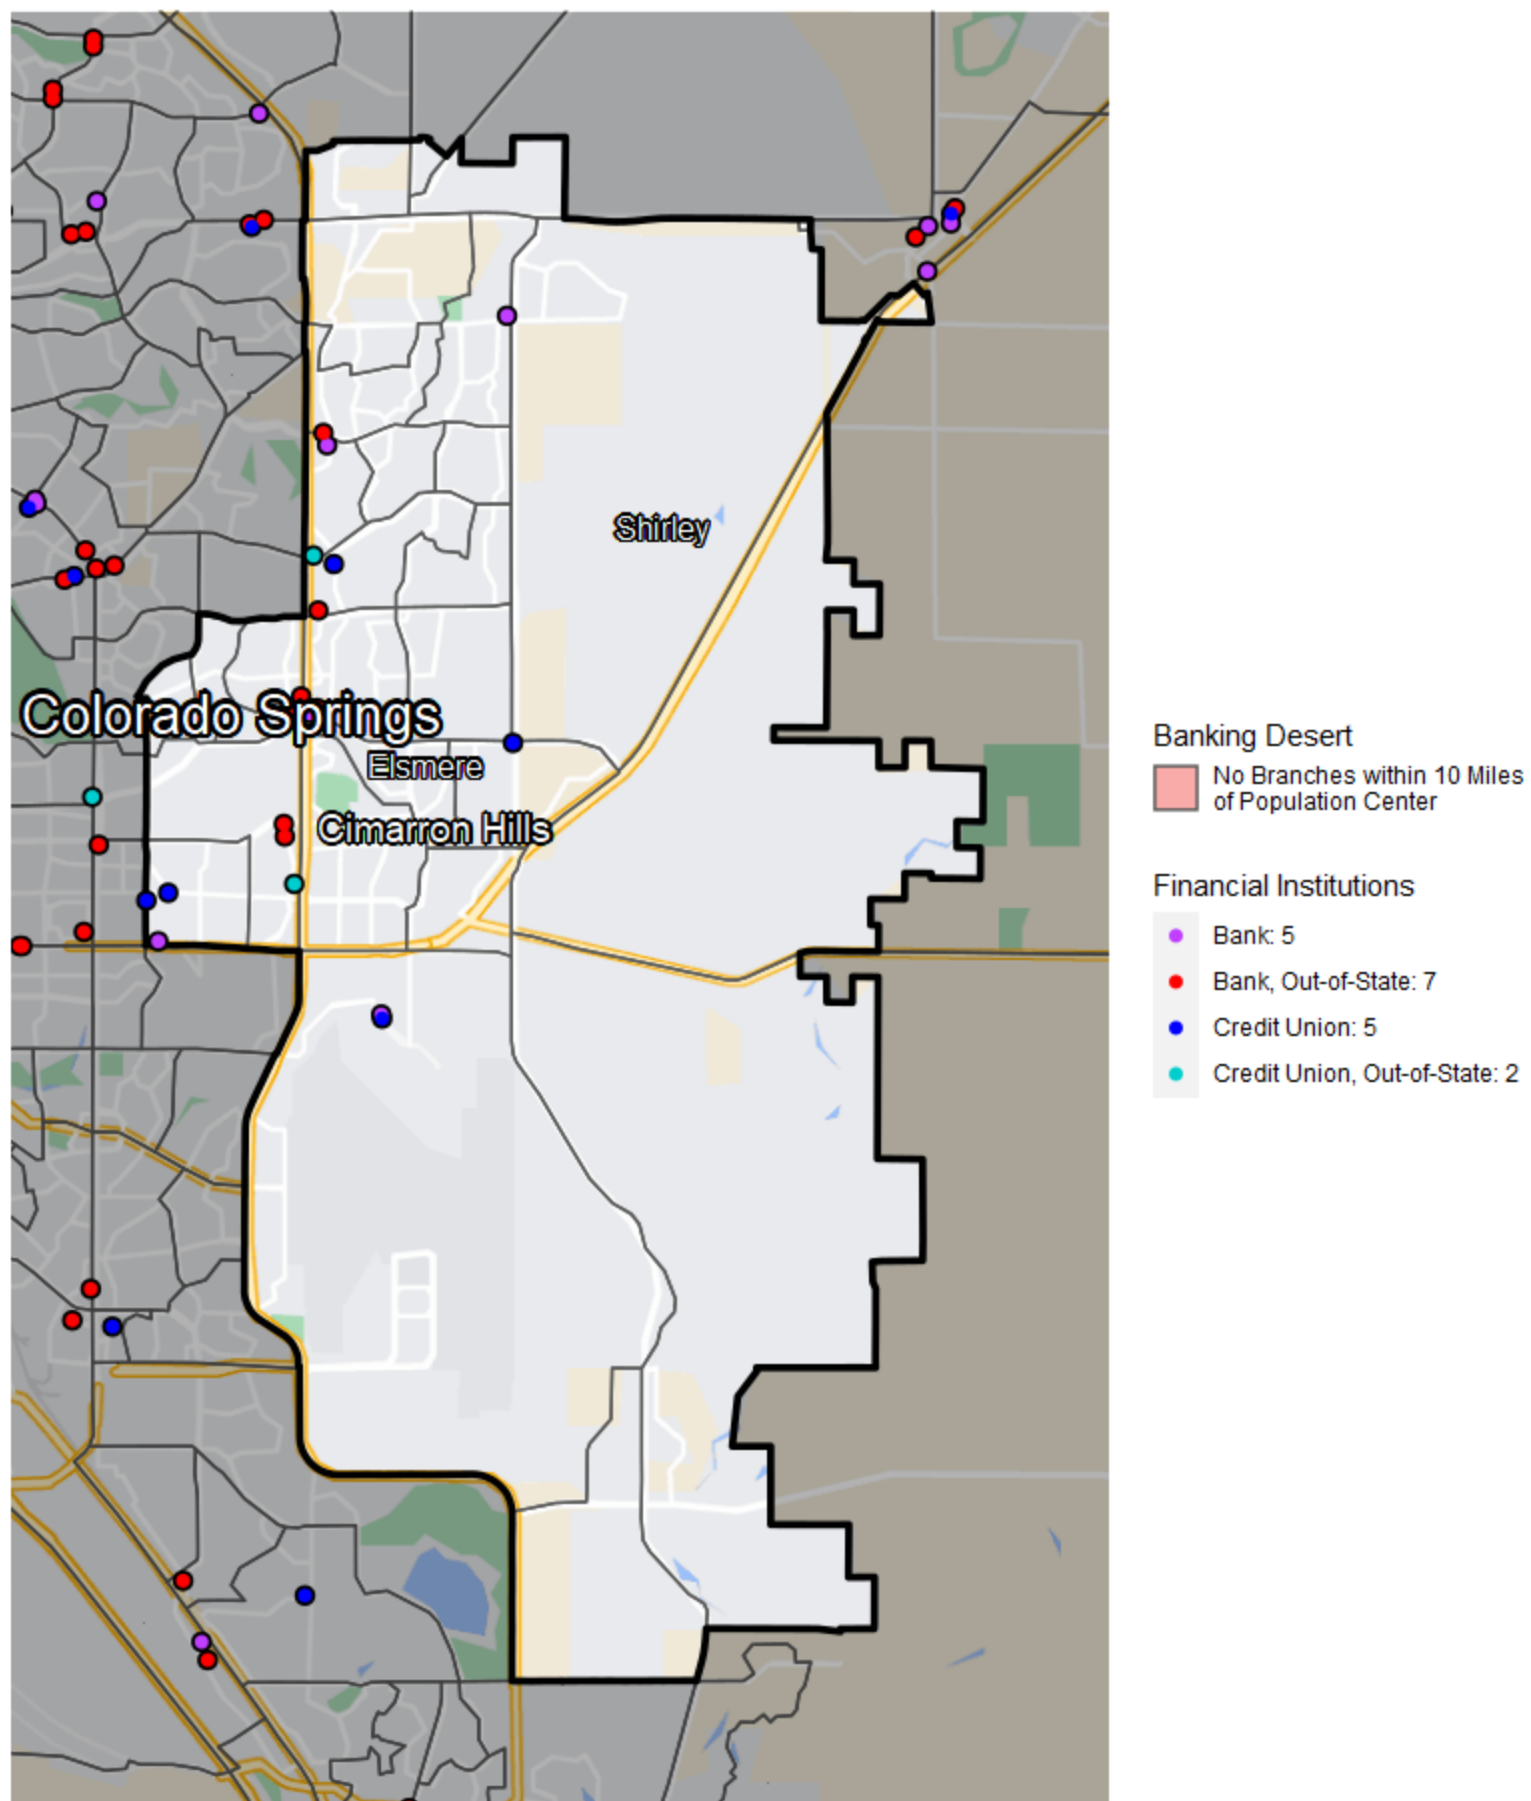 Shirley
Colorado Springs
Elsmere
Cimarron Hills
Banking Desert
No Branches within 10 Miles
of Population Center
Financial Institutions
Bank: 5
Bank, Out-of-State: 7
Credit Union: 5
Credit Union, Out-of-State: 2